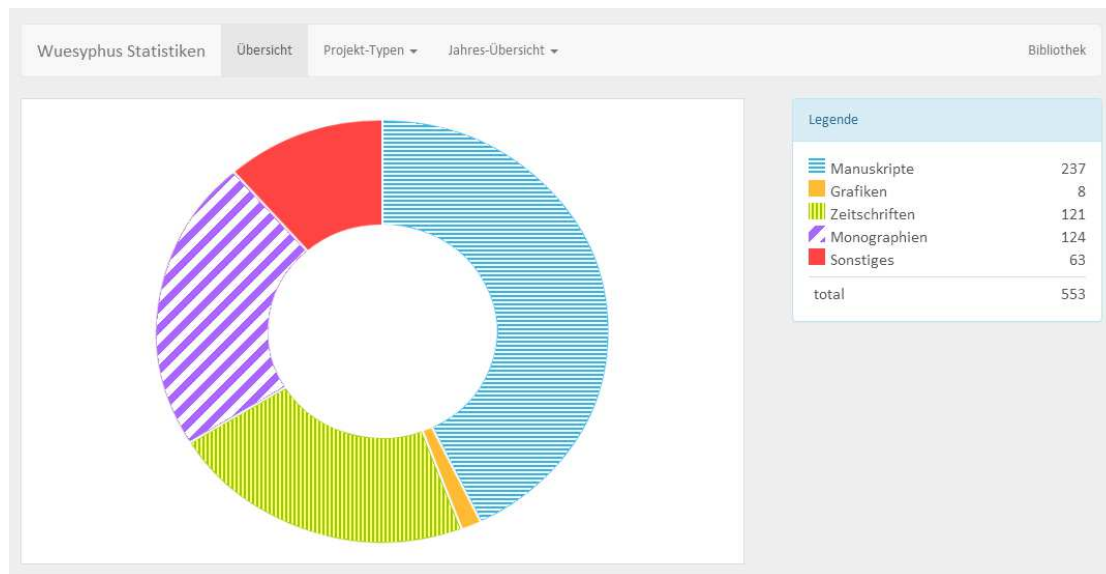 Wuesyphus Statistiken Übersicht Projekt-Typen Jahres-Übersicht Bibliothek
Legende
Manuskripte 237
Grafiken 8
Zeitschriften 121
Monographien 124
Sonstiges 63
total 553